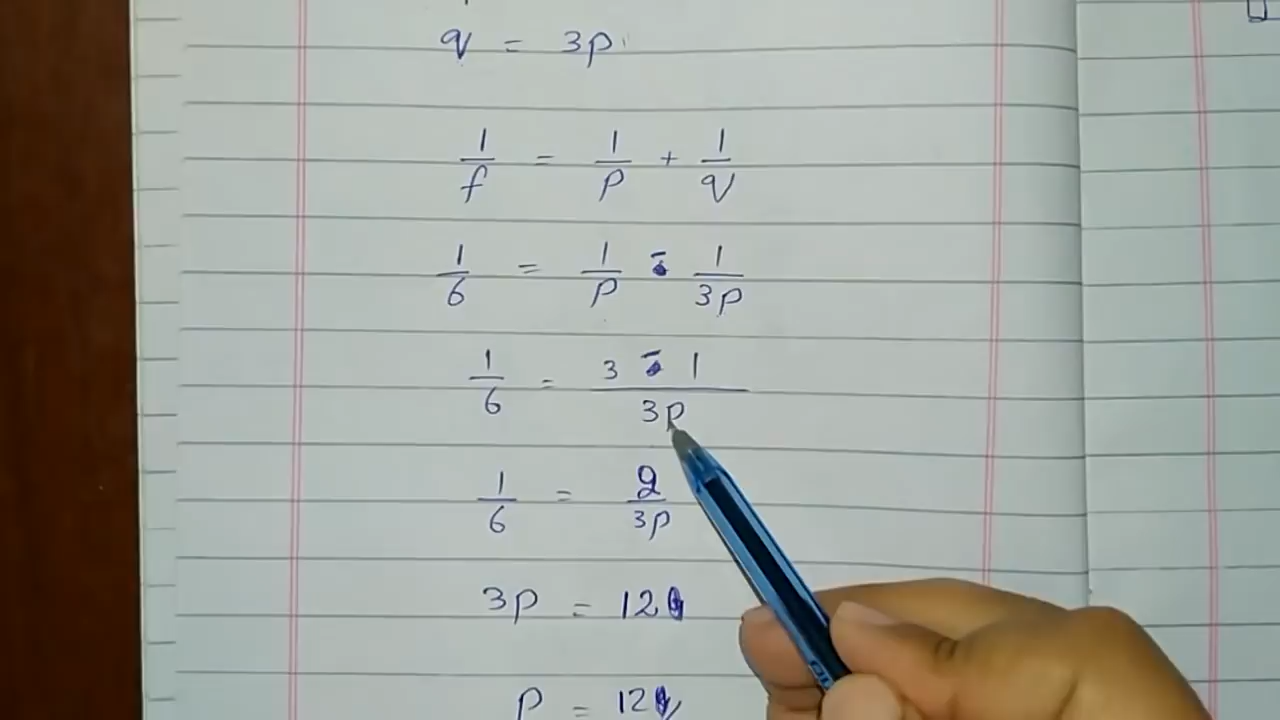 q = 3p
1/f = 1/p + 1/q
1/6 = 1/p - 1/3p
1/6 = 3 - 1/3p
1/6 = 2/3p
3p = 12
p = 12